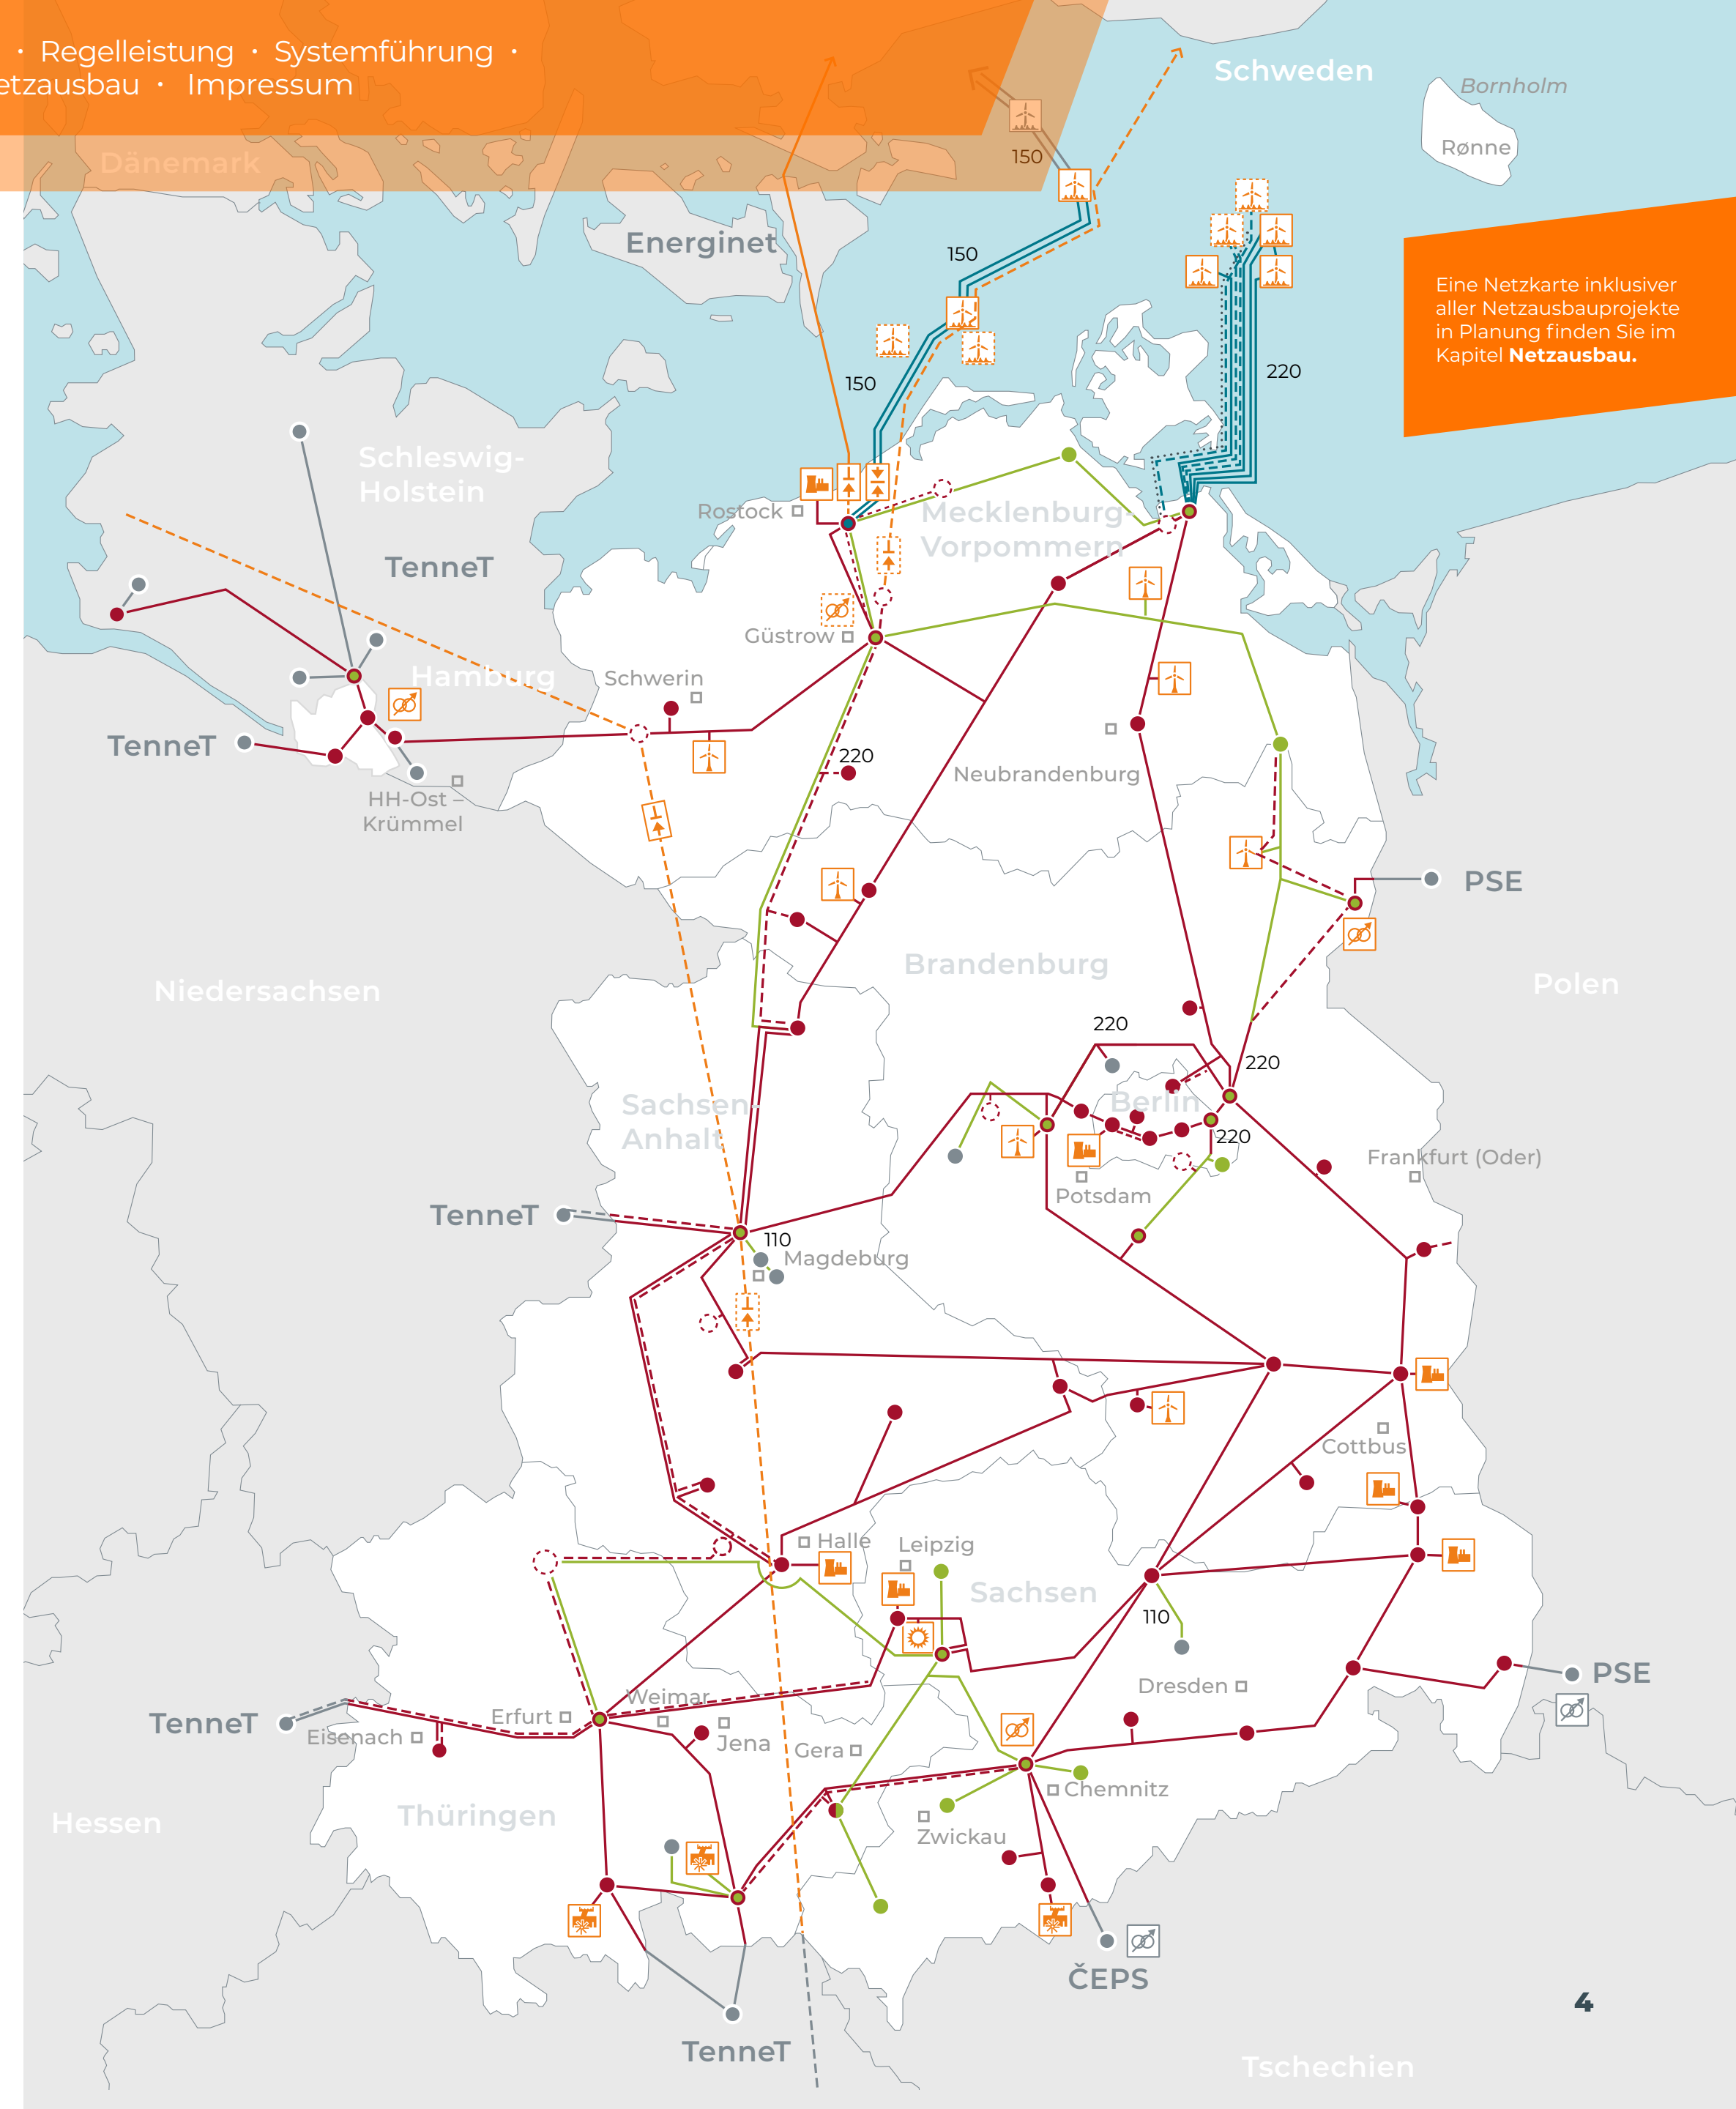 · Regelleistung · Systemführung ·
etzausbau · Impressum
Schweden
Bornholm
Rønne
Dänemark
150
Energinet
150
Eine Netzkarte inklusiver
aller Netzausbauprojekte
in Planung finden Sie im
Kapitel Netzausbau.
220
150
Schleswig-
Holstein
Rostock
Mecklenburg-
Vorpommern
TenneT
Güstrow
Hamburg
Schwerin
TenneT
220
Neubrandenburg
HH-Ost –
Krümmel
PSE
Brandenburg
Niedersachsen
Polen
220
220
Sachsen-
Anhalt
Berlin
220
Frankfurt (Oder)
Potsdam
TenneT
110
Magdeburg
Cottbus
Halle
Leipzig
Sachsen
110
Dresden
PSE
Weimar
Erfurt
TenneT
Eisenach
Jena
Gera
Chemnitz
Hessen
Thüringen
Zwickau
ČEPS
4
TenneT
Tschechien